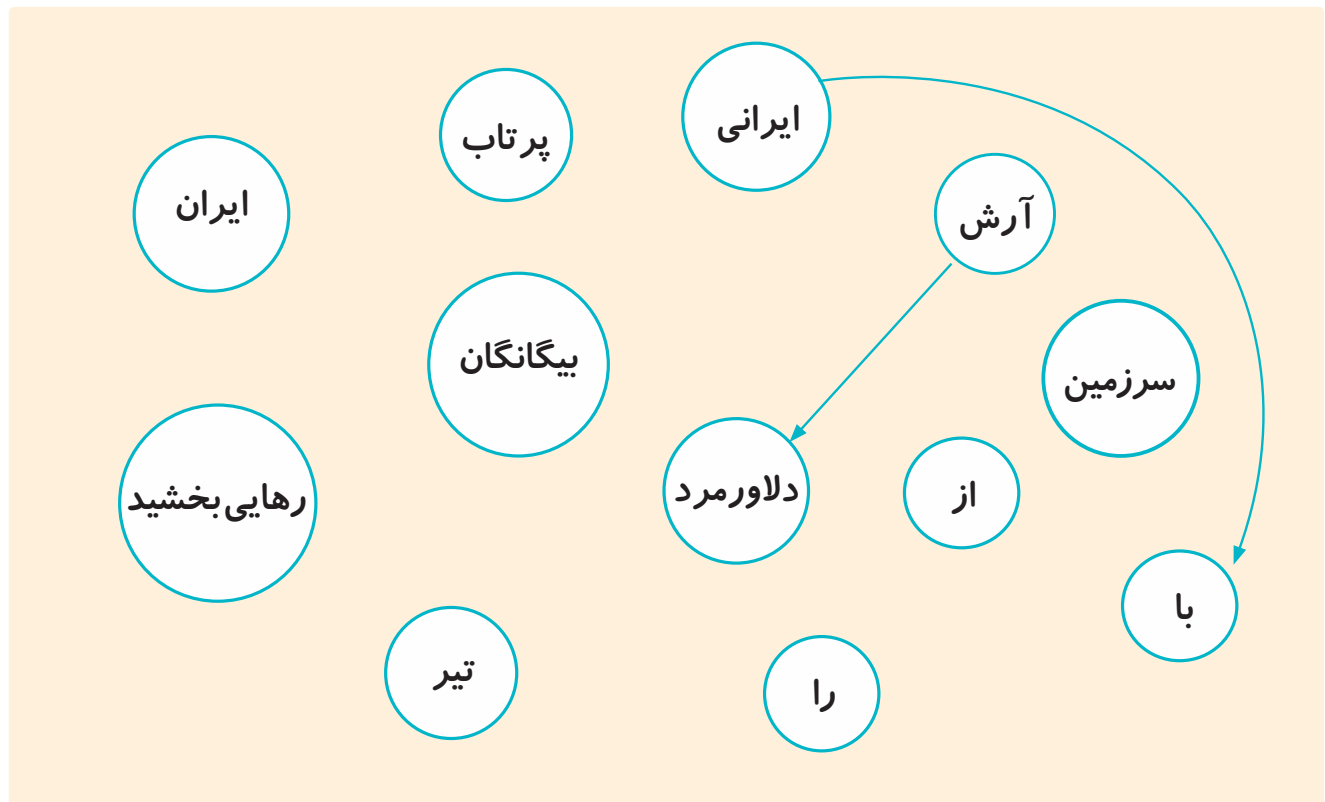 ایرانی
پرتاب
آرش
ایران
بیگانگان
سرزمین
دلاورمرد
از
رهایی‌بخشید
با
تیر
را